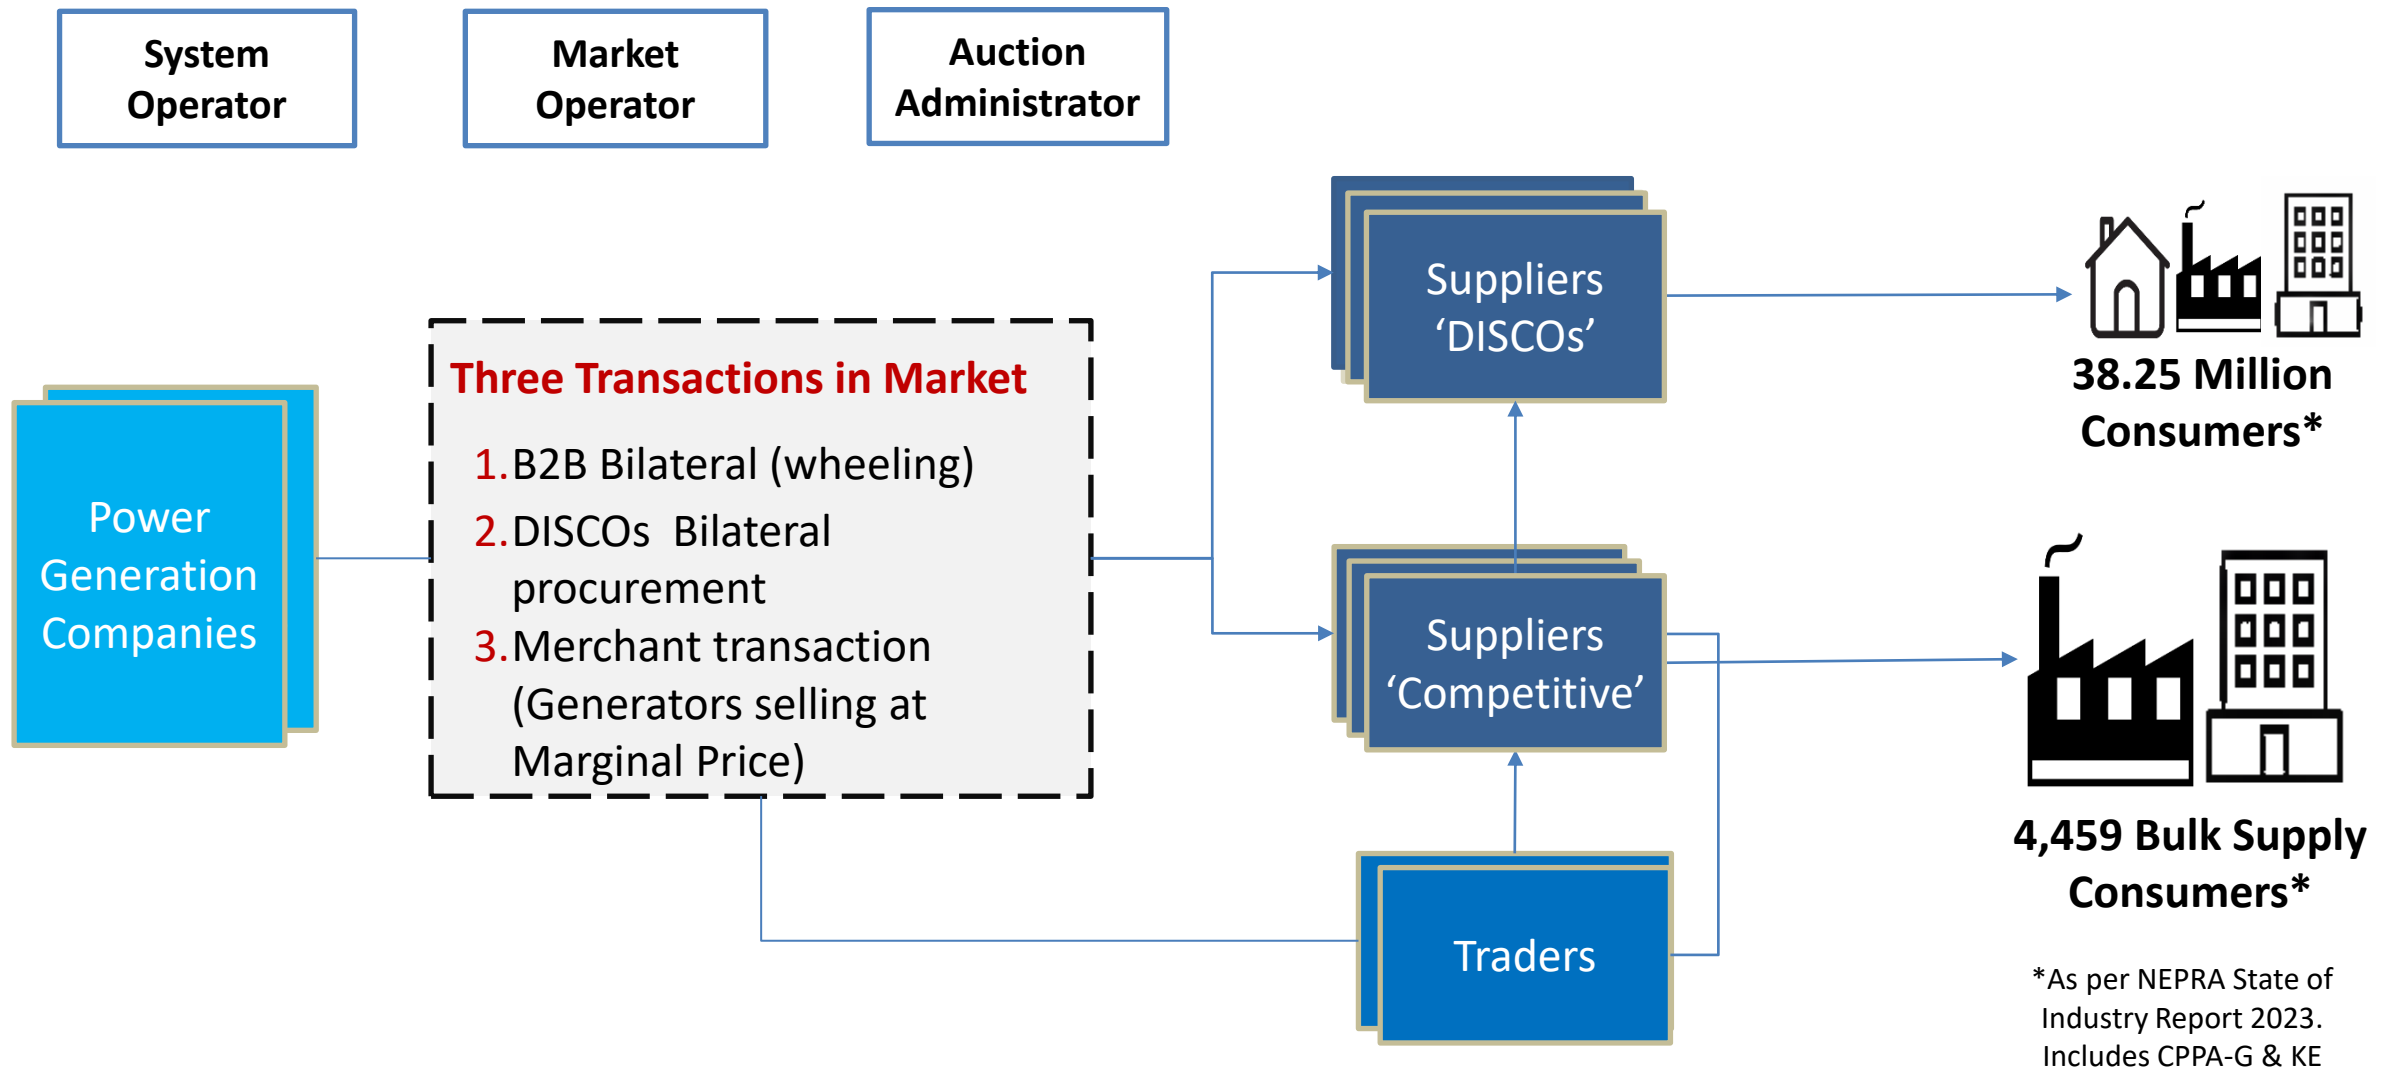 System
Operator
Market
Operator
Auction
Administrator
Power
Generation
Companies
Three Transactions in Market
1.B2B Bilateral (wheeling)
2.DISCOs  Bilateral
procurement
3.Merchant transaction
(Generators selling at
Marginal Price)
Suppliers
‘DISCOs’
Suppliers
‘Competitive’
Traders
38.25 Million
Consumers*
4,459 Bulk Supply
Consumers*
*As per NEPRA State of
Industry Report 2023.
Includes CPPA-G & KE